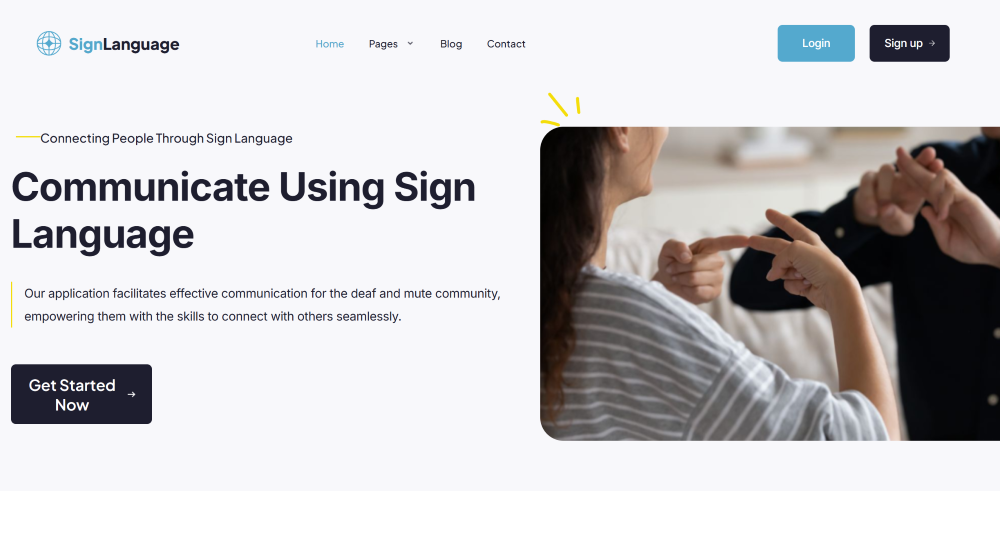 SignLanguage
Home Pages Blog Contact
Login
Sign up
Connecting People Through Sign Language
Communicate Using Sign
Language
Our application facilitates effective communication for the deaf and mute community,
empowering them with the skills to connect with others seamlessly.
Get Started
Now